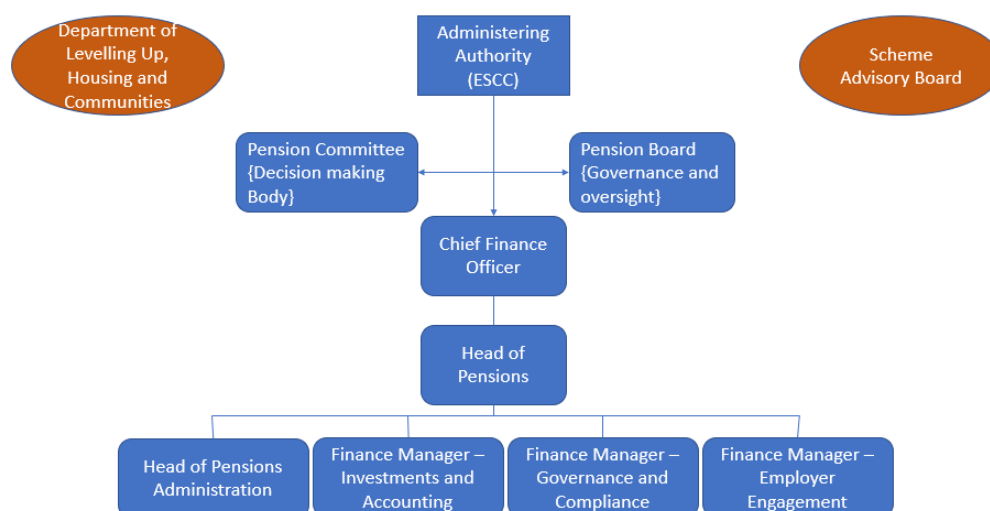 Department of
Levelling Up,
Housing and
Communities
Administering
Authority
(ESCC)
Scheme
Advisory Board
Pension Committee
{Decision making
Body}
Pension Board
{Governance and
oversight}
Chief Finance
Officer
Head of
Pensions
Head of Pensions
Administration
Finance Manager –
Investments and
Accounting
Finance Manager –
Governance and
Compliance
Finance Manager –
Employer
Engagement